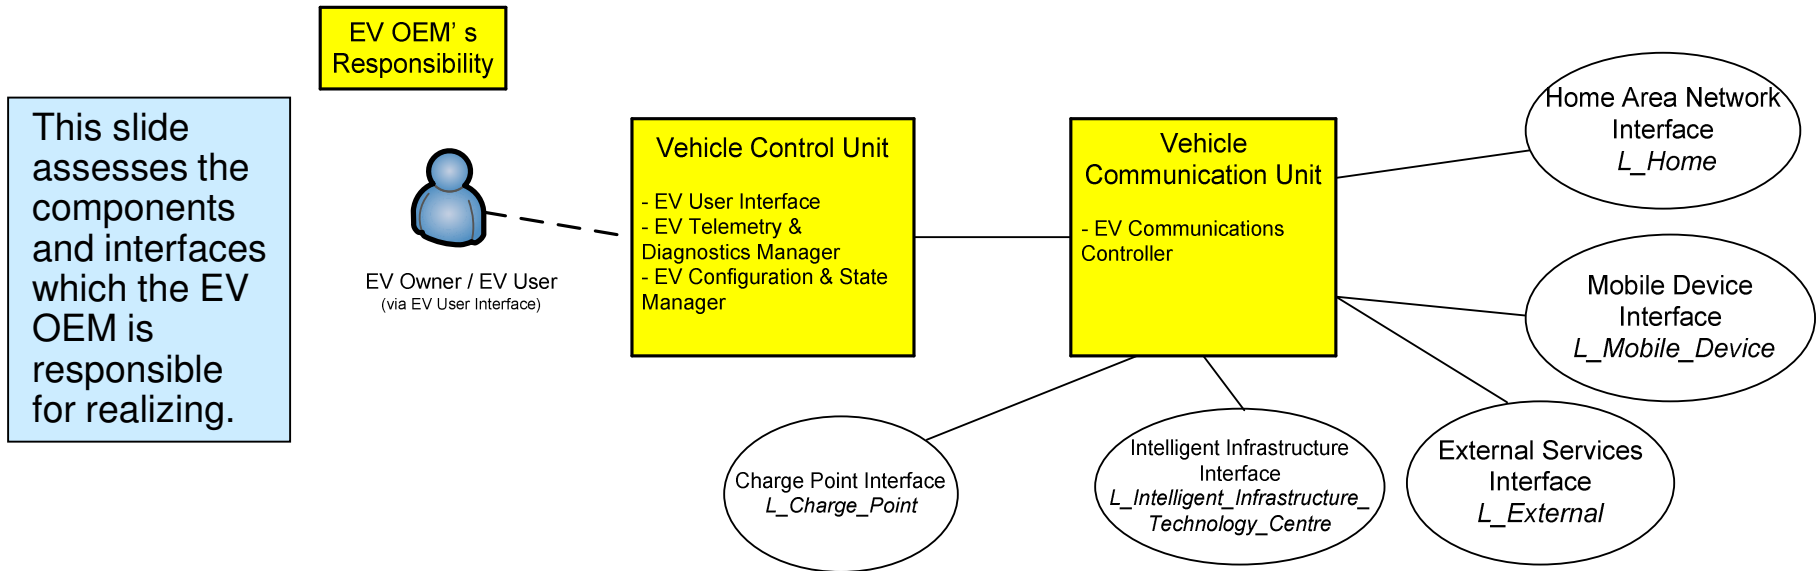 EV OEM’ s
Responsibility
This slide
assesses the
components
and interfaces
which the EV
OEM is
responsible
for realizing.
EV Owner / EV User
(via EV User Interface)
Vehicle Control Unit
- EV User Interface
- EV Telemetry &
Diagnostics Manager
- EV Configuration & State
Manager
Vehicle
Communication Unit
- EV Communications
Controller
Home Area Network
Interface
L_Home
Mobile Device
Interface
L_Mobile_Device
External Services
Interface
L_External
Intelligent Infrastructure
Interface
L_Intelligent_Infrastructure_
Technology_Centre
Charge Point Interface
L_Charge_Point